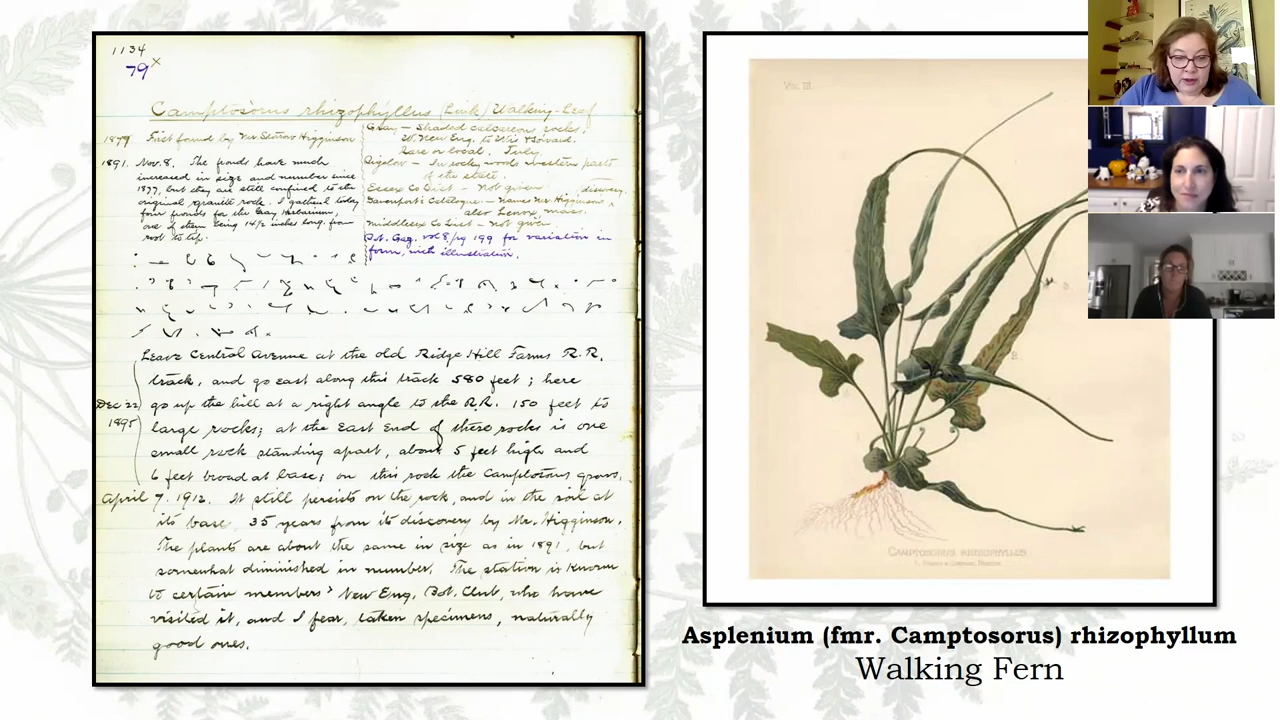 1134
79 x
Camptosorus rhizophyllus (Link) Walking-Leaf
First found by Mr. Higginson
1891. Nov. 8. The fronds have much
increased in size and number since
1877, but they are still confined to the
original granite rock. I gathered today
four fronds for the Gray Herbarium,
one of them being 14 1/2 inches long, from
root to tip.
Gray – Shaded calcareous rocks.
W. New Eng. to Wis. & Southward.
Rare or local. July
Bigelow – In rocky woods western parts
of the state.
Essex Co List – Not given
Davenport's Catalogue – Names Mr. Higginson's discovery,
also Lenox, Mass.
Middlesex Co List – not given
Bot. Gaz. vol 8/pg 199 for variation in
form, with illustration.
Leave Central Avenue at the old Ridge Hill Farms R.R.
track, and go east along this track 580 feet; here
Dec 22 go up the hill at a right angle to the R.R. 150 feet to
1895 large rocks; at the East End of these rocks is one
small rock standing apart, about 5 feet high and
6 feet broad at base; on this rock the Camptosorus grows.
April 7. 1912. It still persists on the rock, and in the soil at
its base, 35 years from its discovery by Mr. Higginson.
The plants are about the same in size as in 1891, but
somewhat diminished in number. The station is known
to certain members New Eng. Bot. Club, who have
visited it, and I fear, taken specimens, naturally
good ones.
VOL. III.
CAMPTOSORUS RHIZOPHYLLUS
Asplenium (fmr. Camptosorus) rhizophyllum
Walking Fern